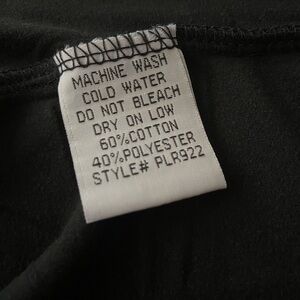 MACHINE WASH
COLD WATER
DO NOT BLEACH
DRY ON LOW
60%COTTON
40%POLYESTER
STYLE# PLR922